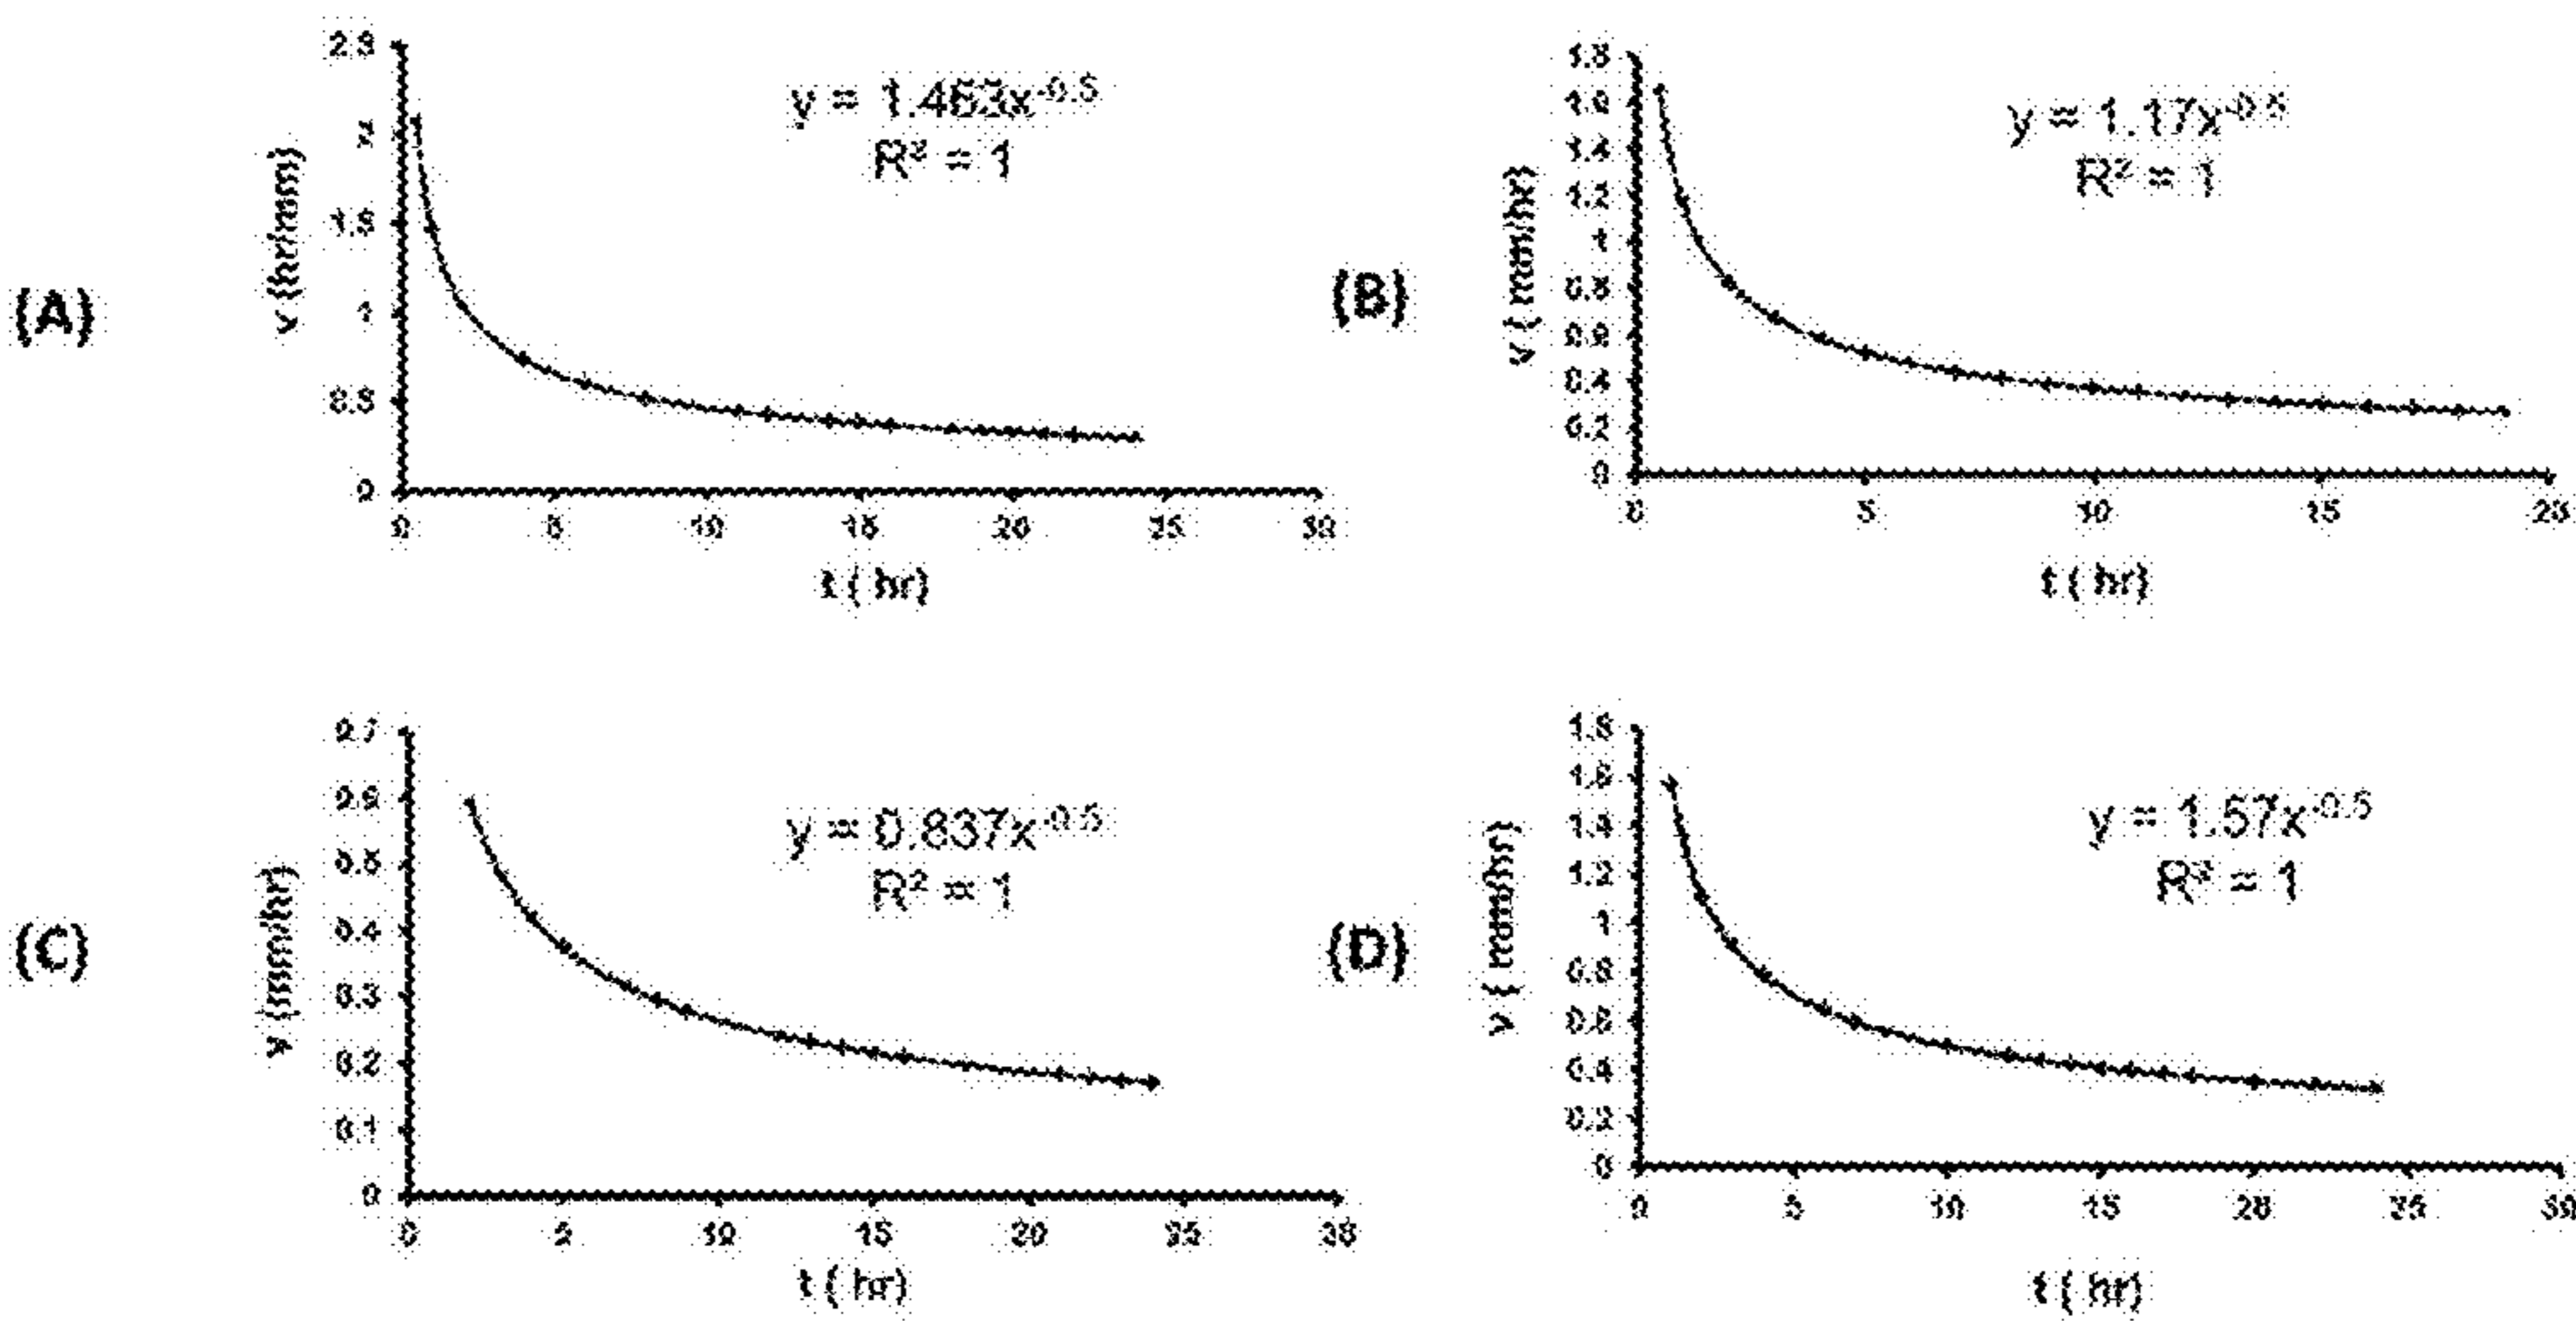 (A)
v (hr/mm)
2
1.5
1
0
0 5 10 15 20 25 30
t ( hr)
y = 1.463x-0.5
R² = 1
(B)
v ( mm/hr)
1.8
1.6
1.4
1.2
1
0.8
0.6
0.4
0.2
0
0 5 10 15 20
t ( hr)
y = 1.17x-0.5
R² = 1
(C)
v (mm/hr)
0.7
0.6
0.5
0.4
0.3
0.2
0.1
0
0 5 10 15 20 25
t ( hr)
y = 0.837x-0.5
R² = 1
(D)
v ( mm/hr)
1.8
1.6
1.4
1.2
1
0.8
0.6
0.4
0.2
0
0 5 10 15 20 25 30
t ( hr)
y = 1.57x-0.5
R² = 1